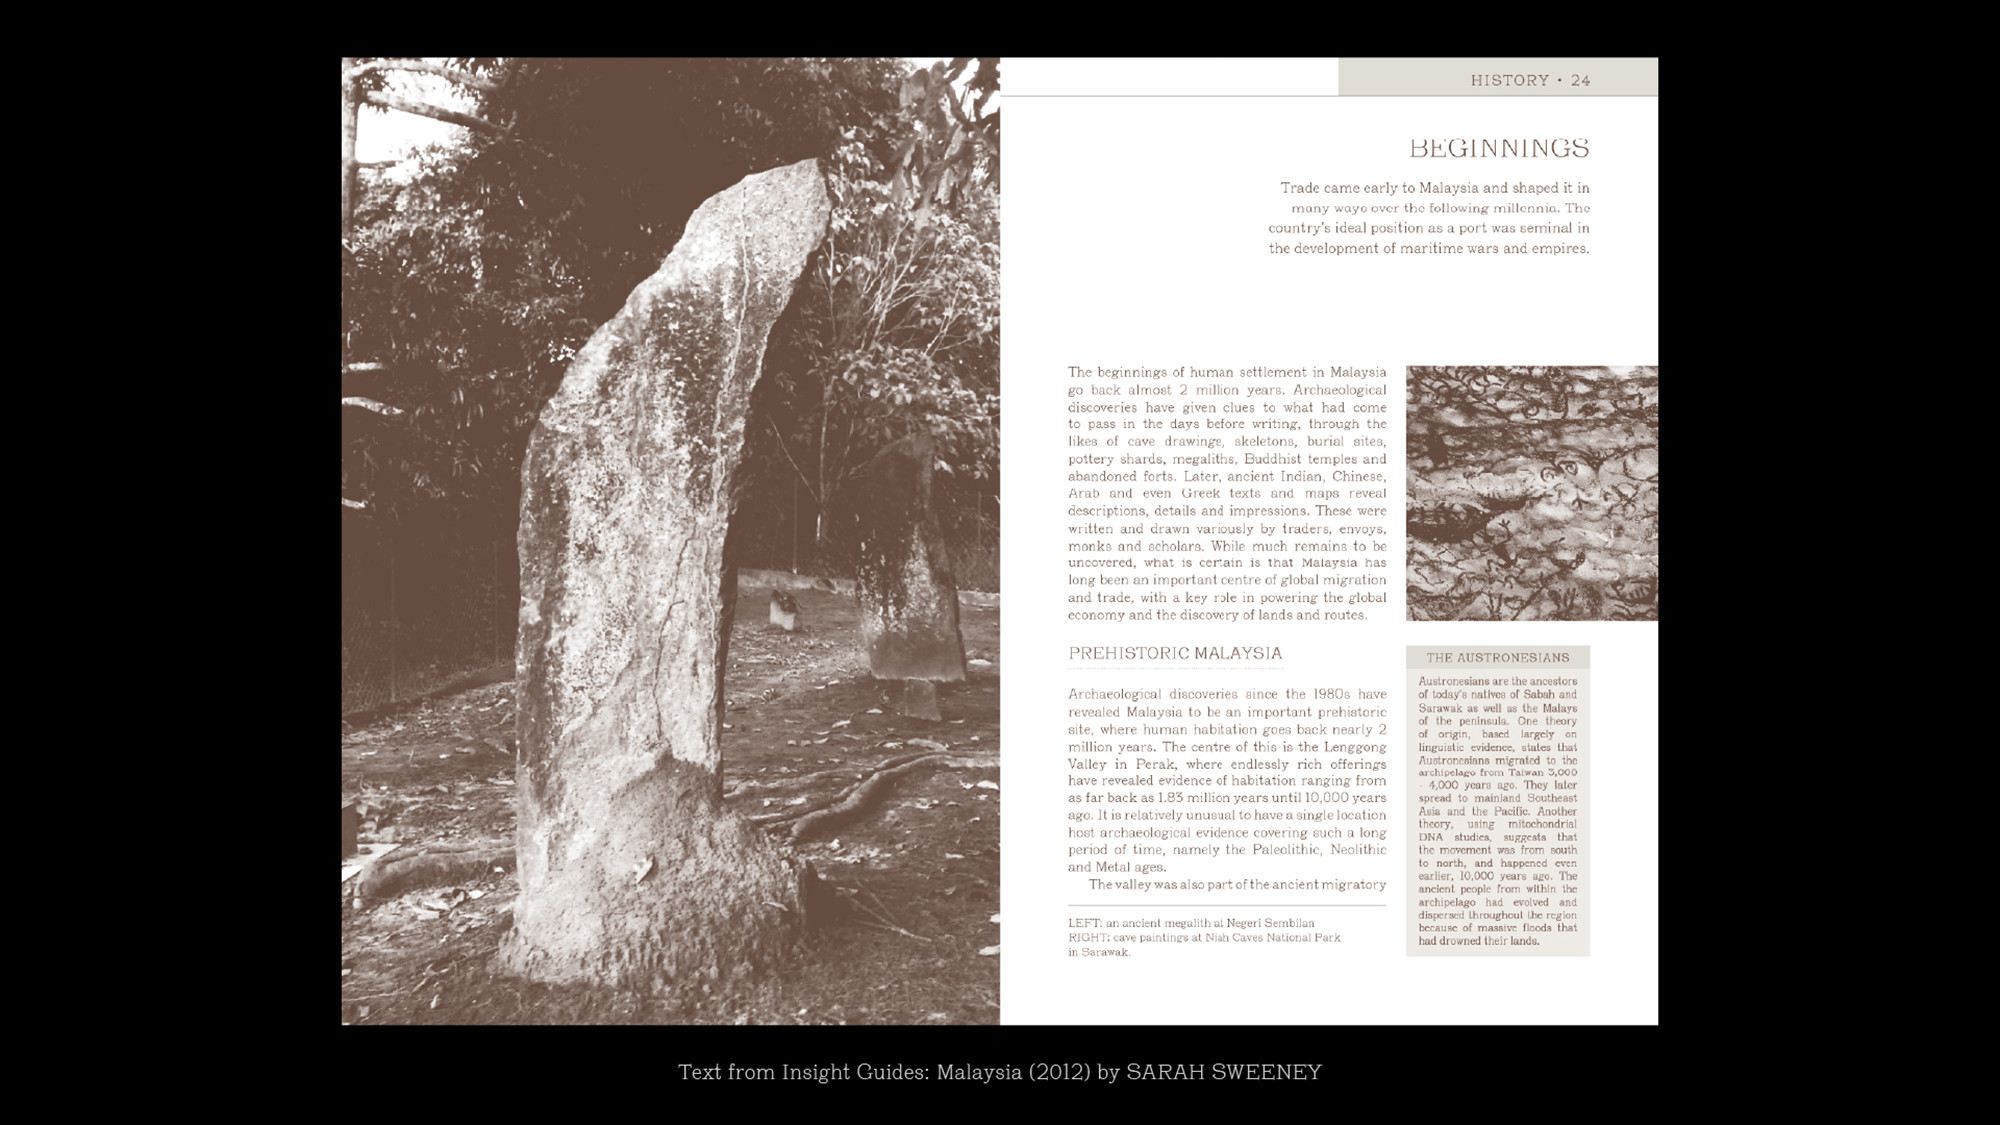 HISTORY • 24
BEGINNINGS
Trade came early to Malaysia and shaped it in
many ways over the following millennia. The
country's ideal position as a port was seminal in
the development of maritime wars and empires.
The beginnings of human settlement in Malaysia
go back almost 2 million years. Archaeological
discoveries have given clues to what had come
to pass in the days before writing, through the
likes of cave drawings, skeletons, burial sites,
pottery shards, megaliths, Buddhist temples and
abandoned forts. Later, ancient Indian, Chinese,
Arab and even Greek texts and maps reveal
descriptions, details and impressions. These were
written and drawn variously by traders, envoys,
monks and scholars. While much remains to be
uncovered, what is certain is that Malaysia has
long been an important centre of global migration
and trade, with a key role in powering the global
economy and the discovery of lands and routes.
PREHISTORIC MALAYSIA
Archaeological discoveries since the 1980s have
revealed Malaysia to be an important prehistoric
site, where human habitation goes back nearly 2
million years. The centre of this is the Lenggong
Valley in Perak, where endlessly rich offerings
have revealed evidence of habitation ranging from
as far back as 1.83 million years until 10,000 years
ago. It is relatively unusual to have a single location
host archaeological evidence covering such a long
period of time, namely the Paleolithic, Neolithic
and Metal ages.
The valley was also part of the ancient migratory
LEFT: an ancient megalith at Negeri Sembilan
RIGHT: cave paintings at Niah Caves National Park
in Sarawak.
THE AUSTRONESIANS
Austronesians are the ancestors
of today's natives of Sabah and
Sarawak as well as the Malays
of the peninsula. One theory
of origin, based largely on
linguistic evidence, states that
Austronesians migrated to the
archipelago from Taiwan 5,000
- 4,000 years ago. They later
spread to mainland Southeast
Asia and the Pacific. Another
theory, using mitochondrial
DNA studies, suggests that
the movement was from south
to north, and happened even
earlier, 10,000 years ago. The
ancient people from within the
archipelago had evolved and
dispersed throughout the region
because of massive floods that
had drowned their lands.
Text from Insight Guides: Malaysia (2012) by SARAH SWEENEY